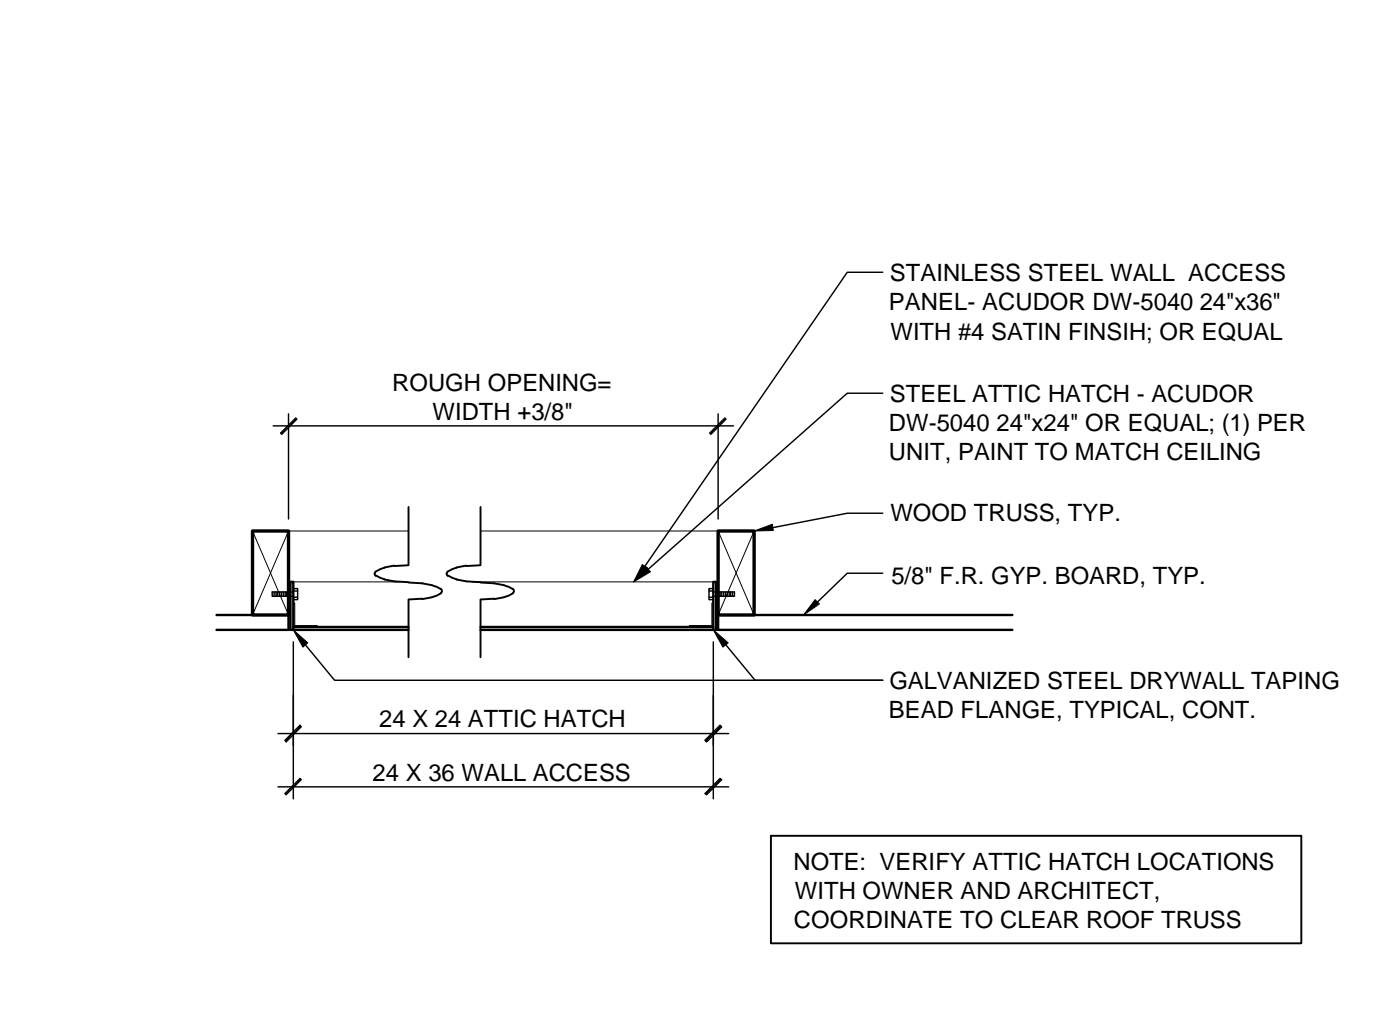 STAINLESS STEEL WALL ACCESS
PANEL- ACUDOR DW-5040 24"x36"
WITH #4 SATIN FINSIH; OR EQUAL
ROUGH OPENING=
WIDTH +3/8"
STEEL ATTIC HATCH - ACUDOR
DW-5040 24"x24" OR EQUAL; (1) PER
UNIT, PAINT TO MATCH CEILING
WOOD TRUSS, TYP.
5/8" F.R. GYP. BOARD, TYP.
GALVANIZED STEEL DRYWALL TAPING
BEAD FLANGE, TYPICAL, CONT.
24 X 24 ATTIC HATCH
24 X 36 WALL ACCESS
NOTE: VERIFY ATTIC HATCH LOCATIONS
WITH OWNER AND ARCHITECT,
COORDINATE TO CLEAR ROOF TRUSS